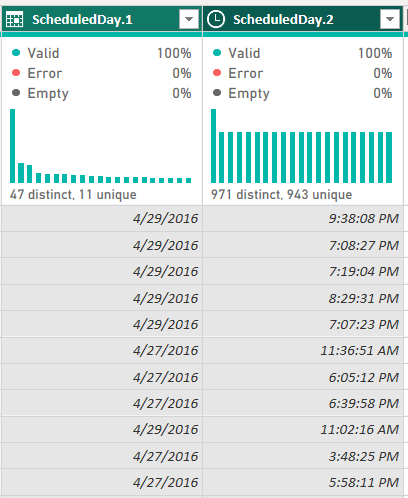 ScheduledDay.1 ScheduledDay.2
Valid 100% Valid 100%
Error 0% Error 0%
Empty 0% Empty 0%
47 distinct, 11 unique 971 distinct, 943 unique
4/29/2016 9:38:08 PM
4/29/2016 7:08:27 PM
4/29/2016 7:19:04 PM
4/29/2016 8:29:31 PM
4/29/2016 7:07:23 PM
4/27/2016 11:36:51 AM
4/27/2016 6:05:12 PM
4/27/2016 6:39:58 PM
4/29/2016 11:02:16 AM
4/27/2016 3:48:25 PM
4/27/2016 5:58:11 PM